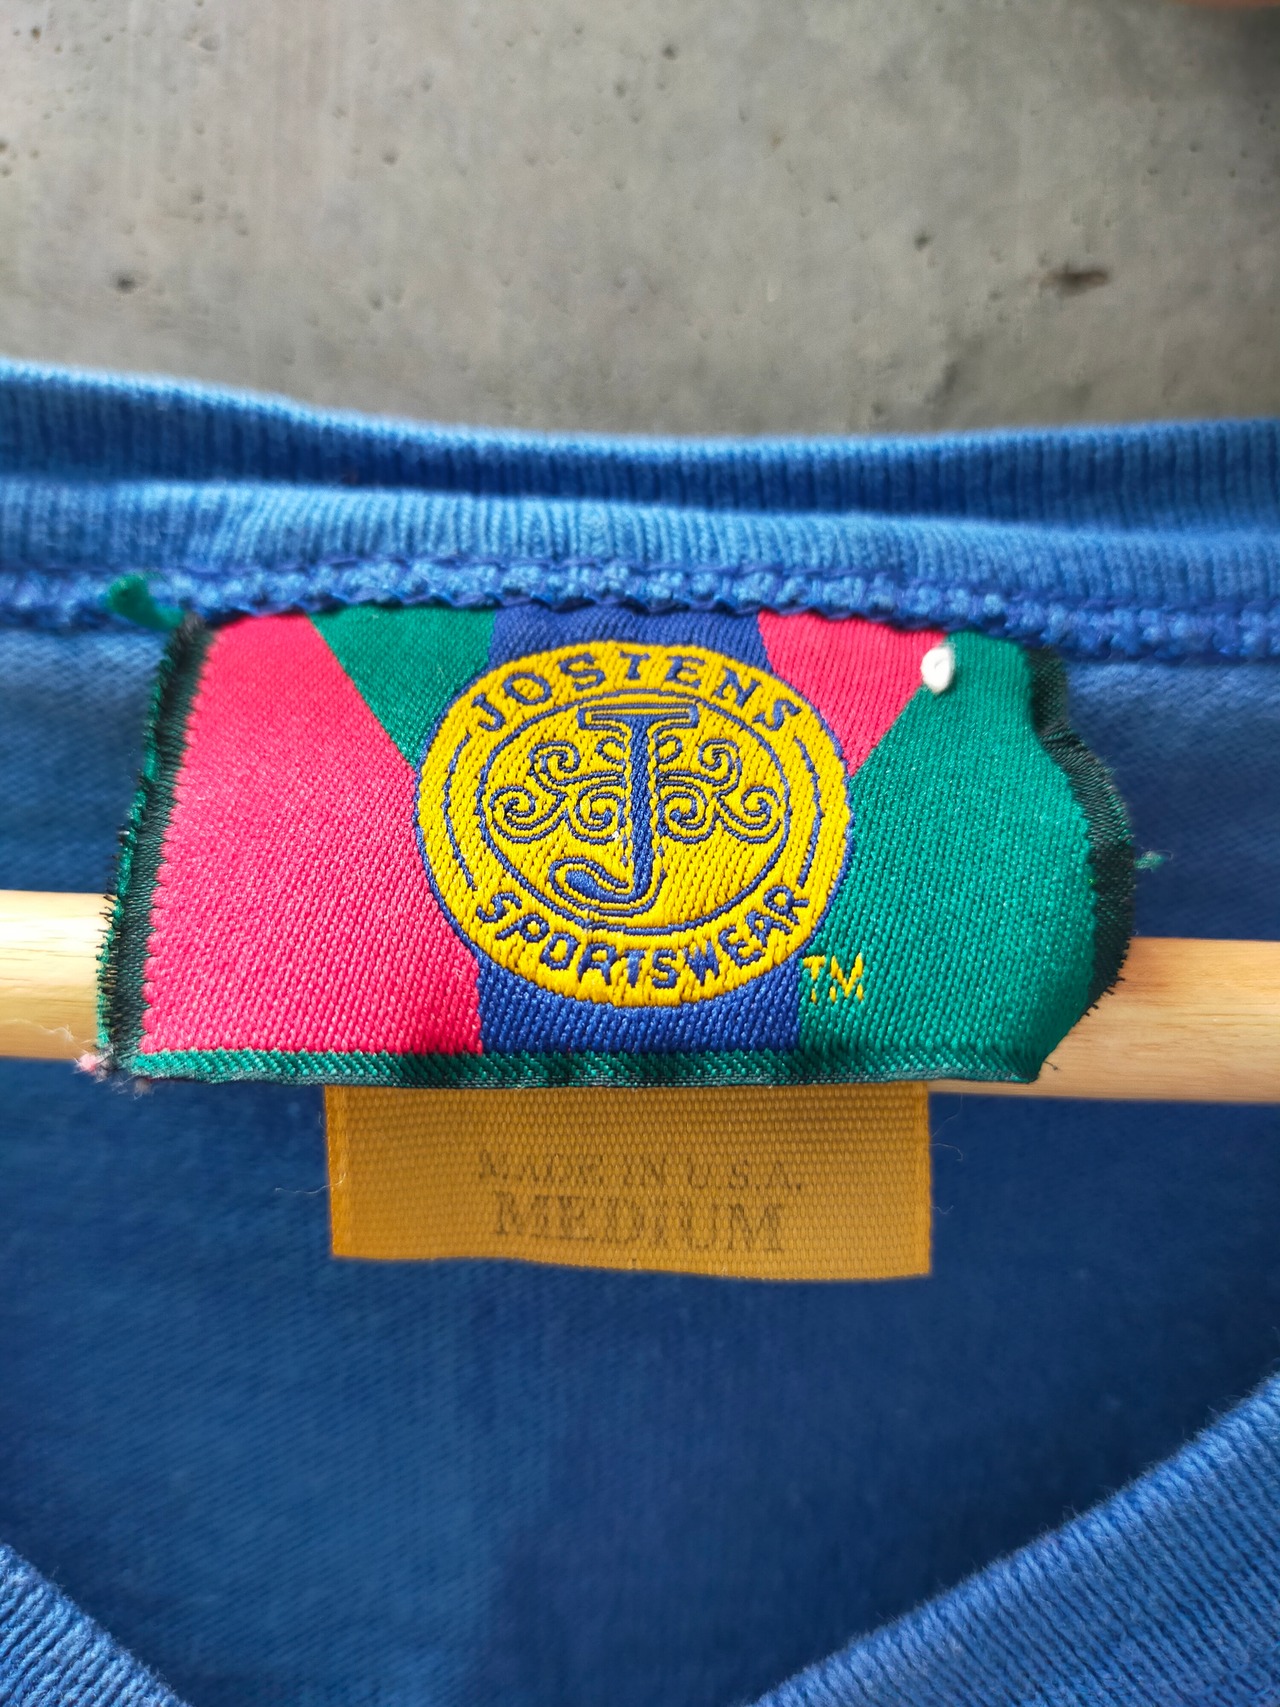 JOSTENS
J
SPORTSWEAR
TM
MADE IN U.S.A.
MEDIUM